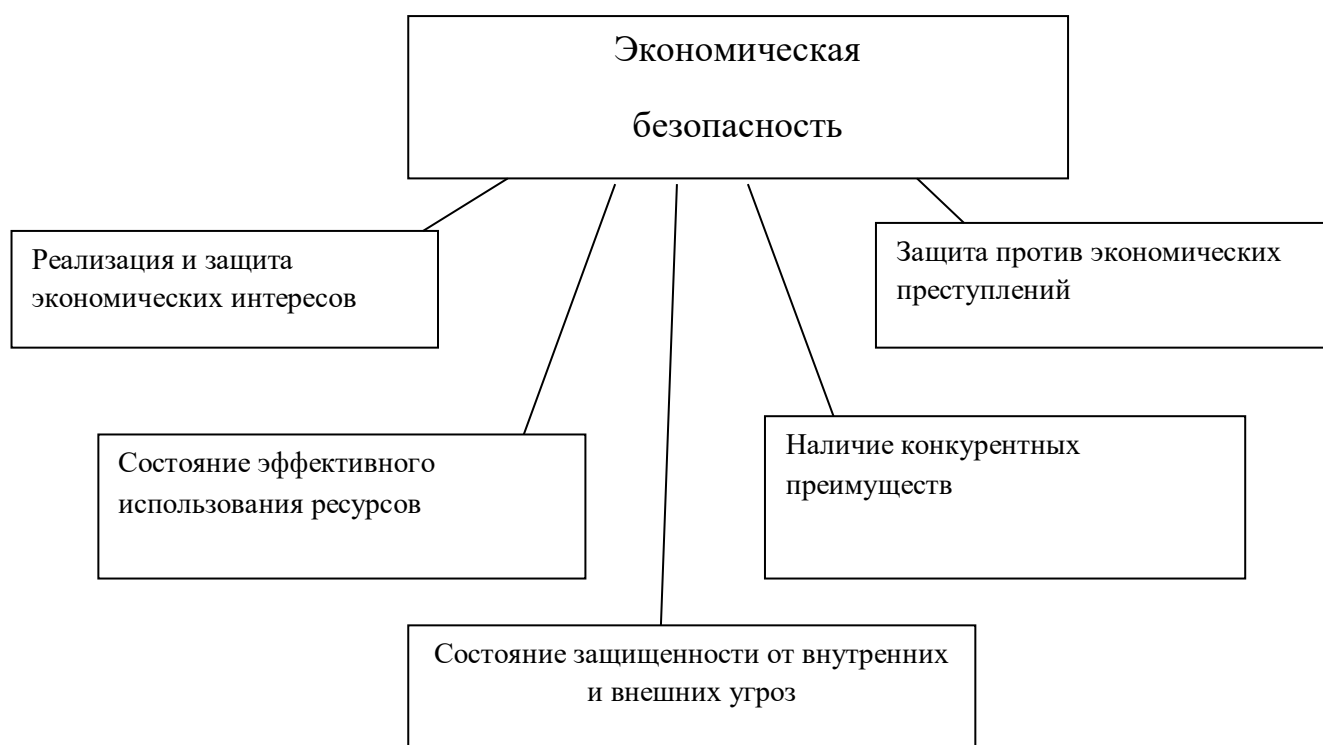 Экономическая
безопасность
Реализация и защита
экономических интересов
Защита против экономических
преступлений
Состояние эффективного
использования ресурсов
Наличие конкурентных
преимуществ
Состояние защищенности от внутренних
и внешних угроз